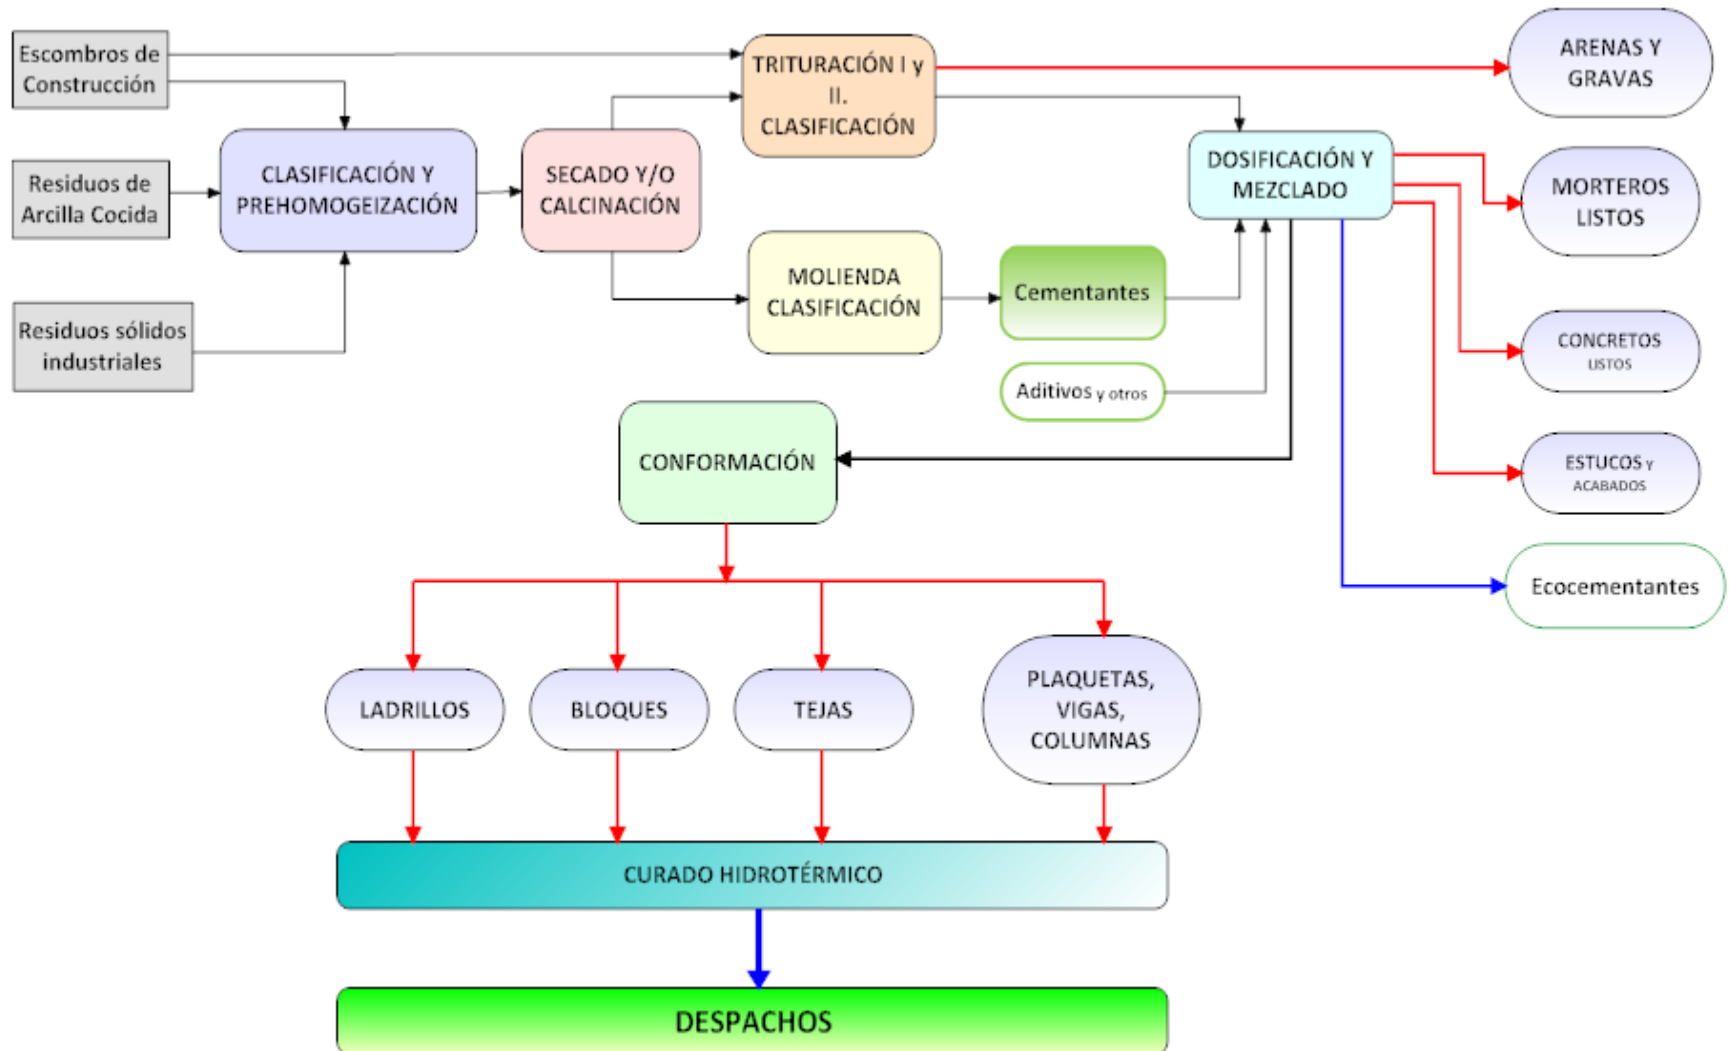 Escombros de
Construcción
Residuos de
Arcilla Cocida
Residuos sólidos
industriales
CLASIFICACIÓN Y
PREHOMOGEIZACIÓN
SECADO Y/O
CALCINACIÓN
TRITURACIÓN I y
II.
CLASIFICACIÓN
MOLIENDA
CLASIFICACIÓN
Cementantes
Aditivos y otros
DOSIFICACIÓN Y
MEZCLADO
ARENAS Y
GRAVAS
MORTEROS
LISTOS
CONCRETOS
LISTOS
ESTUCOS Y
ACABADOS
Ecocementantes
CONFORMACIÓN
LADRILLOS
BLOQUES
TEJAS
PLAQUETAS,
VIGAS,
COLUMNAS
CURADO HIDROTÉRMICO
DESPACHOS